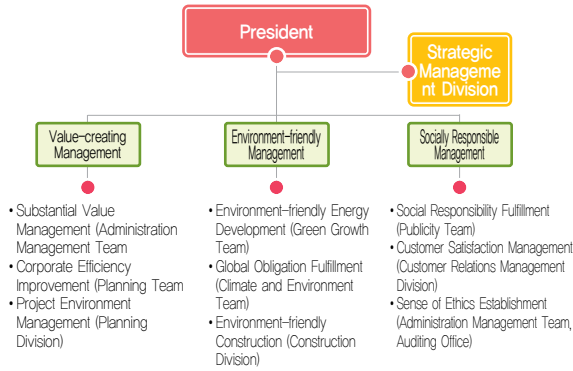 President
Strategic
Manageme
nt Division
Value-creating
Management
Environment-friendly
Management
Socially Responsible
Management
• Substantial Value
Management (Administration
Management Team
• Corporate Efficiency
Improvement (Planning Team
• Project Environment
Management (Planning
Division)
• Environment-friendly Energy
Development (Green Growth
Team)
• Global Obligation Fulfillment
(Climate and Environment
Team)
• Environment-friendly
Construction (Construction
Division)
• Social Responsibility Fulfillment
(Publicity Team)
• Customer Satisfaction Management
(Customer Relations Management
Division)
• Sense of Ethics Establishment
(Administration Management Team,
Auditing Office)